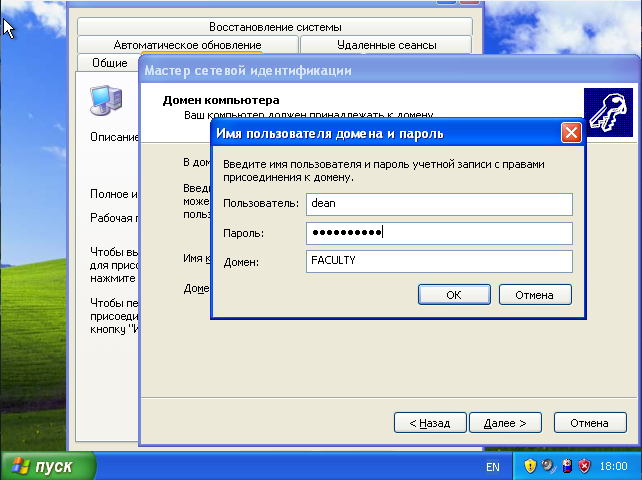 Восстановление системы
Автоматическое обновление
Удаленные сеансы
Общие
Мастер сетевой идентификации
Домен компьютера
Ваш компьютер должен принадлежать к домену.
Имя пользователя домена и пароль
Введите имя пользователя и пароль учетной записи с правами
присоединения к домену.
Пользователь: dean
Пароль: ●●●●●●●●●●
Домен: FACULTY
ОК
Отмена
Описание
Полное и
Рабочая г
Чтобы вы
для присо
нажмите
Чтобы пе
присоеди
кнопку "И
В дом
Введи
може
польз
Имя к
Доме
< Назад
Далее >
Отмена
пуск
EN
18:00